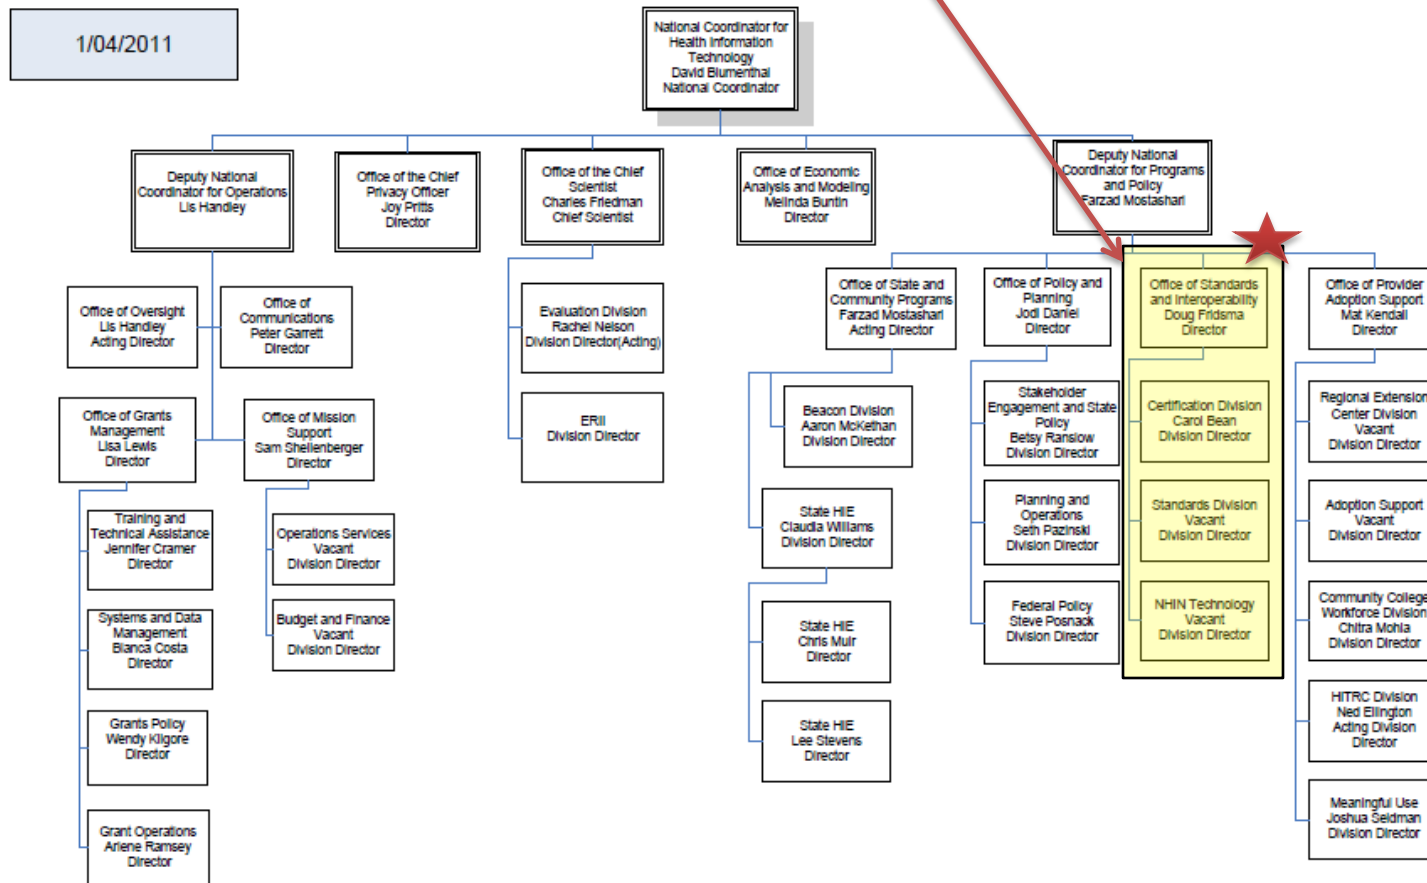 1/04/2011
National Coordinator for
Health Information
Technology
David Blumenthal
National Coordinator
Deputy National
Coordinator for Operations
Lis Handley
Office of the Chief
Privacy Officer
Joy Pritts
Director
Office of the Chief
Scientist
Charles Friedman
Chief Scientist
Office of Economic
Analysis and Modeling
Melinda Buntin
Director
Deputy National
Coordinator for Programs
and Policy
Farzad Mostashari
Office of Oversight
Lis Handley
Acting Director
Office of
Communications
Peter Garrett
Director
Office of Grants
Management
Lisa Lewis
Director
Office of Mission
Support
Sam Shellenberger
Director
Training and
Technical Assistance
Jennifer Cramer
Director
Systems and Data
Management
Bianca Costa
Director
Grants Policy
Wendy Kilgore
Director
Grant Operations
Arlene Ramsey
Director
Operations Services
Vacant
Division Director
Budget and Finance
Vacant
Division Director
Evaluation Division
Rachel Nelson
Division Director(Acting)
ERII
Division Director
Office of State and
Community Programs
Farzad Mostashari
Acting Director
Beacon Division
Aaron McKethan
Division Director
State HIE
Claudia Williams
Division Director
State HIE
Chris Muir
Director
State HIE
Lee Stevens
Director
Office of Policy and
Planning
Jodi Daniel
Director
Stakeholder
Engagement and State
Policy
Betsy Ranslow
Division Director
Planning and
Operations
Seth Pazinski
Division Director
Federal Policy
Steve Posnack
Division Director
Office of Standards
and Interoperability
Doug Fridsma
Director
Certification Division
Carol Bean
Division Director
Standards Division
Vacant
Division Director
NHIN Technology
Vacant
Division Director
Office of Provider
Adoption Support
Mat Kendall
Director
Regional Extension
Center Division
Vacant
Division Director
Adoption Support
Vacant
Division Director
Community College
Workforce Division
Chitra Mohla
Division Director
HITRC Division
Ned Ellington
Acting Division
Director
Meaningful Use
Joshua Seidman
Division Director